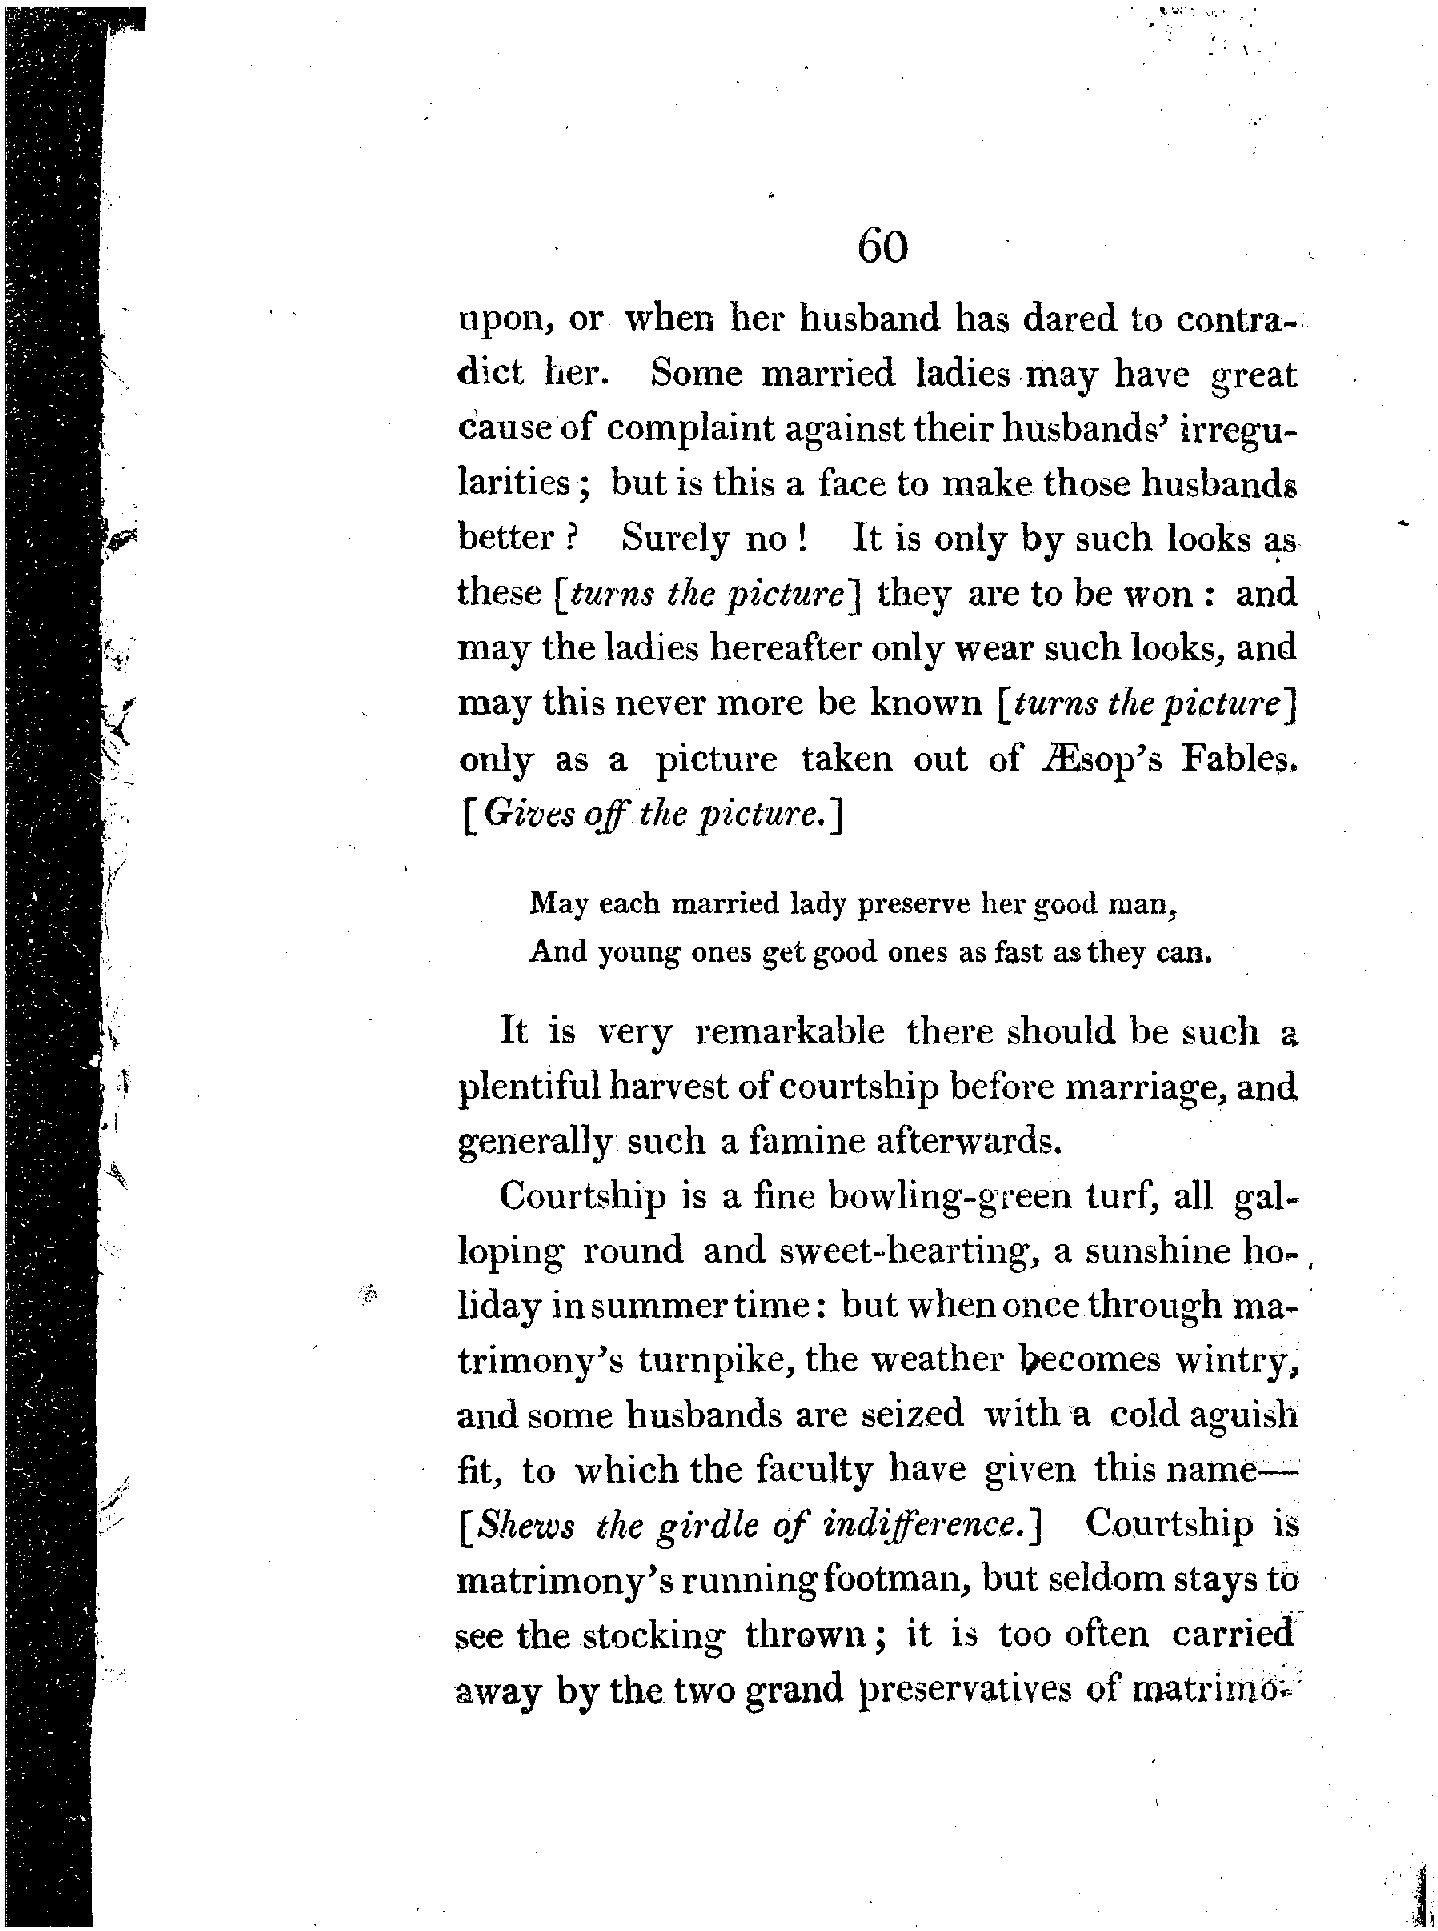 60
upon, or when her husband has dared to contra-
dict her. Some married ladies may have great
cause of complaint against their husbands' irregu-
larities; but is this a face to make those husbands
better? Surely no! It is only by such looks as
these [turns the picture] they are to be won: and
may the ladies hereafter only wear such looks, and
may this never more be known [turns the picture]
only as a picture taken out of Æsop's Fables.
[Gives off the picture.]
May each married lady preserve her good man,
And young ones get good ones as fast as they can.
It is very remarkable there should be such a
plentiful harvest of courtship before marriage, and
generally such a famine afterwards.
Courtship is a fine bowling-green turf, all gal-
loping round and sweet-hearting, a sunshine ho-
liday in summer time: but when once through ma-
trimony's turnpike, the weather becomes wintry,
and some husbands are seized with a cold aguish
fit, to which the faculty have given this name—
[Shews the girdle of indifference.] Courtship is
matrimony's running footman, but seldom stays to
see the stocking thrown; it is too often carried
away by the two grand preservatives of matrimo-